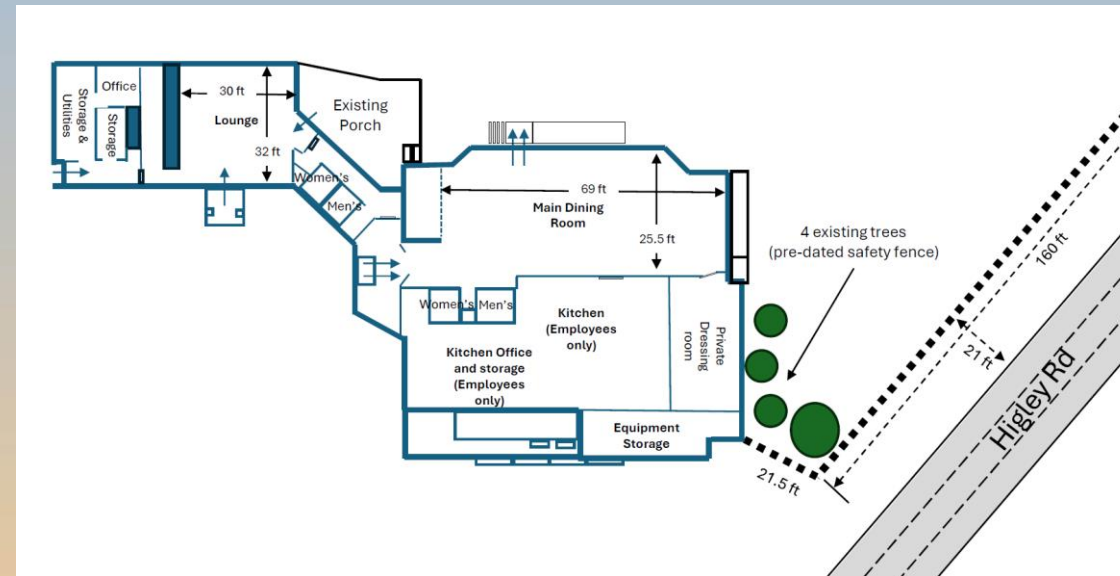 Storage &
Utilities
Office
Storage
30 ft
Lounge
32 ft
Existing
Porch
Women's
Men's
69 ft
Main Dining
Room
25.5 ft
4 existing trees
(pre-dated safety fence)
160 ft
21 ft
Higley Rd
Women's
Men's
Kitchen
(Employees
only)
Private
Dressing
room
Kitchen Office
and storage
(Employees
only)
Equipment
Storage
21.5 ft